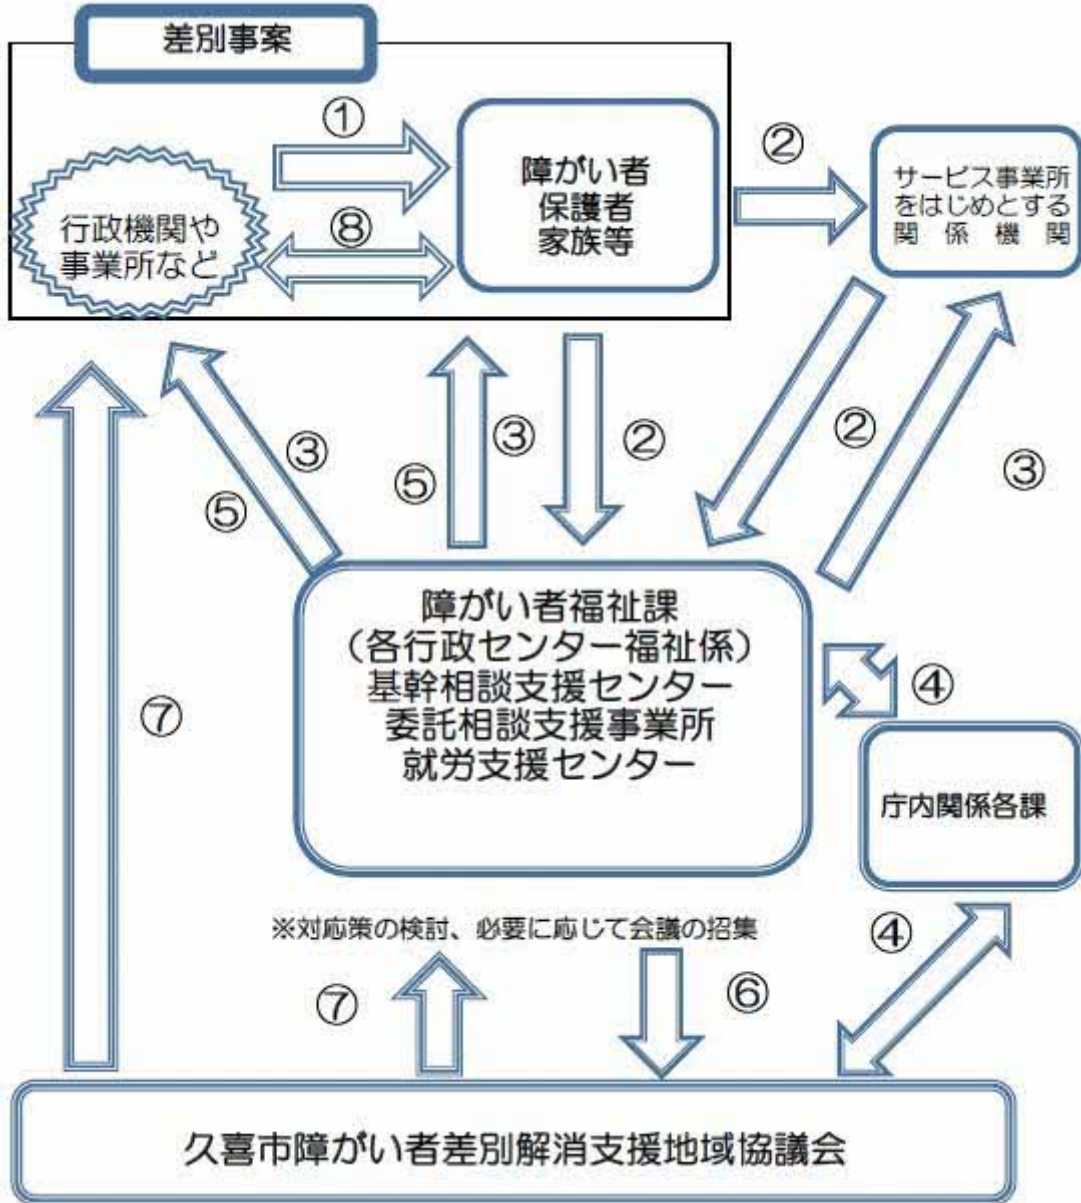 差別事案
①
障がい者
保護者
家族等
②
サービス事業所
をはじめとする
関係機関
行政機関や
事業所など
⑧
③
⑤
③
⑤
②
②
③
障がい者福祉課
（各行政センター福祉係）
基幹相談支援センター
委託相談支援事業所
就労支援センター
④
⑦
庁内関係各課
※対応策の検討、必要に応じて会議の招集
④
⑦
⑥
久喜市障がい者差別解消支援地域協議会